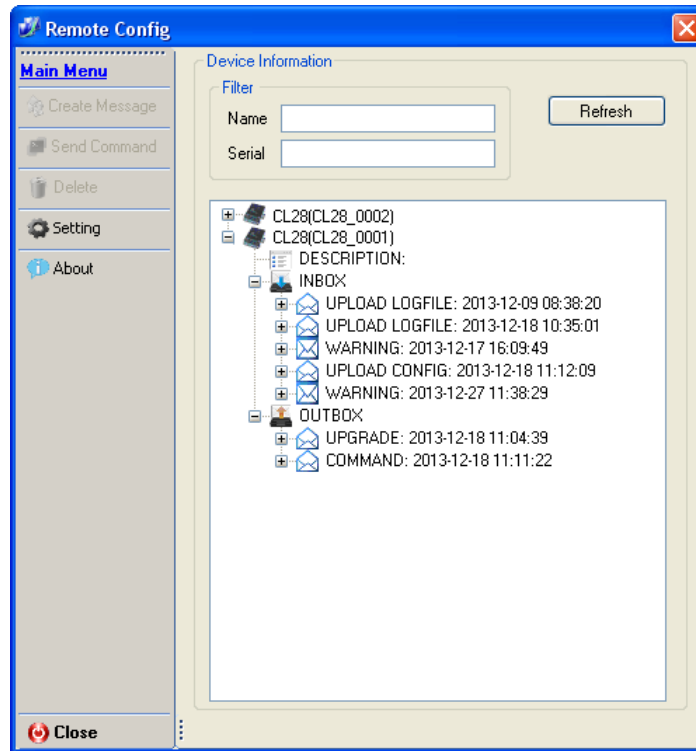 Remote Config
Main Menu
Create Message
Send Command
Delete
Setting
About
Close
Device Information
Filter
Name
Serial
Refresh
CL28(CL28_0002)
CL28(CL28_0001)
DESCRIPTION:
INBOX
UPLOAD LOGFILE: 2013-12-09 08:38:20
UPLOAD LOGFILE: 2013-12-18 10:35:01
WARNING: 2013-12-17 16:09:49
UPLOAD CONFIG: 2013-12-18 11:12:09
WARNING: 2013-12-27 11:38:29
OUTBOX
UPGRADE: 2013-12-18 11:04:39
COMMAND: 2013-12-18 11:11:22